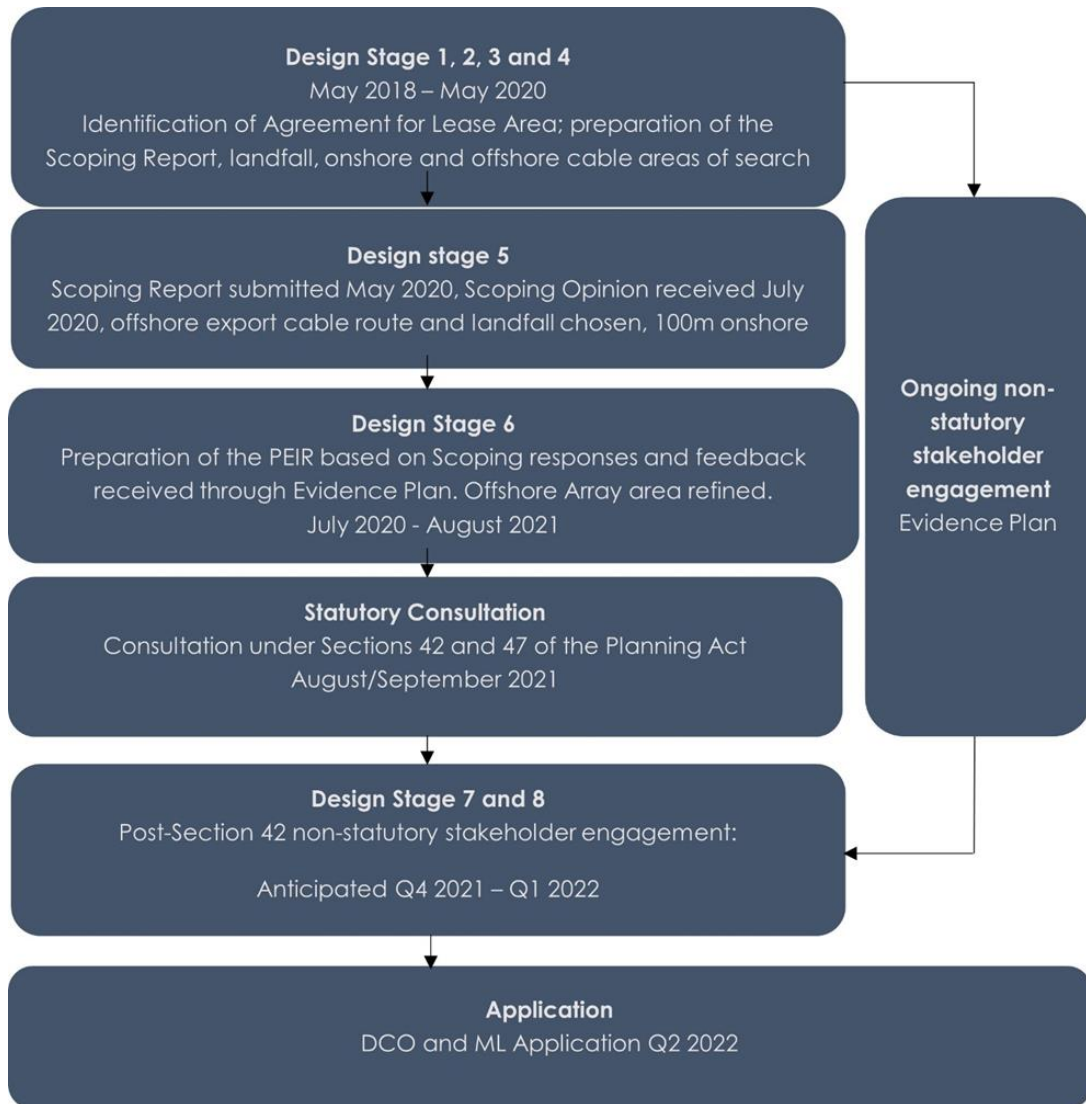 Design Stage 1, 2, 3 and 4
May 2018 – May 2020
Identification of Agreement for Lease Area; preparation of the
Scoping Report, landfall, onshore and offshore cable areas of search
Design stage 5
Scoping Report submitted May 2020, Scoping Opinion received July
2020, offshore export cable route and landfall chosen, 100m onshore
Design Stage 6
Preparation of the PEIR based on Scoping responses and feedback
received through Evidence Plan. Offshore Array area refined.
July 2020 - August 2021
Statutory Consultation
Consultation under Sections 42 and 47 of the Planning Act
August/September 2021
Design Stage 7 and 8
Post-Section 42 non-statutory stakeholder engagement:
Anticipated Q4 2021 – Q1 2022
Application
DCO and ML Application Q2 2022
Ongoing non-
statutory
stakeholder
engagement
Evidence Plan